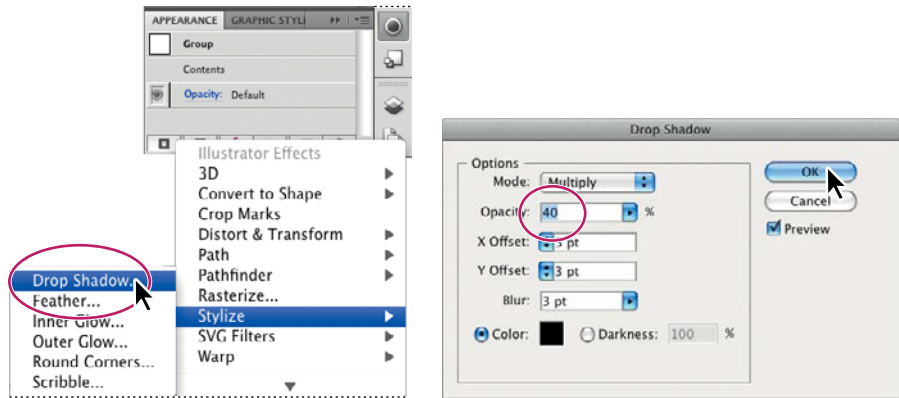 APPEARANCE GRAPHIC STYLI
Group
Contents
Opacity: Default
Illustrator Effects
3D
Convert to Shape
Crop Marks
Distort & Transform
Path
Pathfinder
Rasterize...
Stylize
SVG Filters
Warp
Drop Shadow...
Feather...
Inner Glow...
Outer Glow...
Round Corners...
Scribble...
Drop Shadow
Options
Mode: Multiply
Opacity: 40 %
X Offset: 3 pt
Y Offset: 3 pt
Blur: 3 pt
Color: Darkness: 100 %
OK
Cancel
Preview